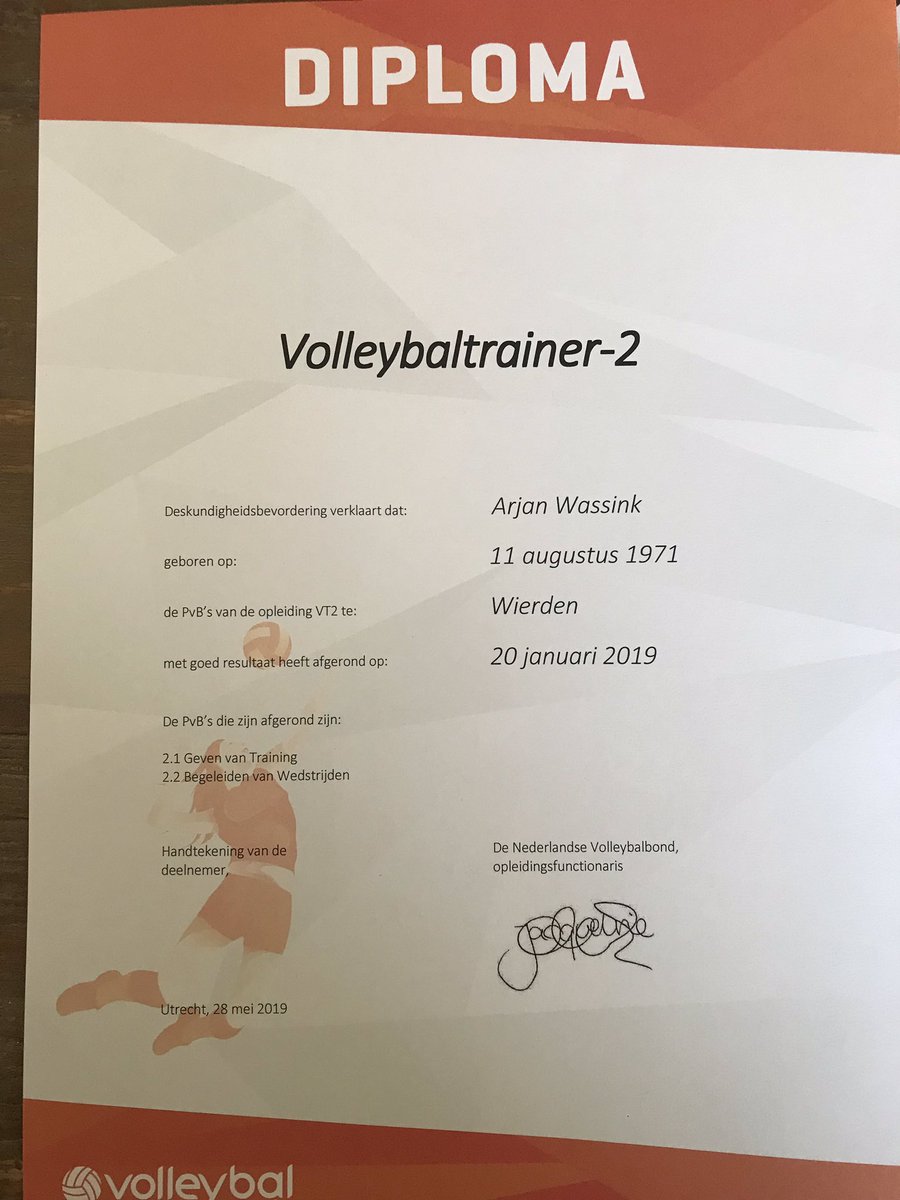 DIPLOMA
Volleybaltrainer-2
Deskundigheidsbevordering verklaart dat: Arjan Wassink
geboren op: 11 augustus 1971
de PvB's van de opleiding VT2 te: Wierden
met goed resultaat heeft afgerond op: 20 januari 2019
De PvB's die zijn afgerond zijn:
2.1 Geven van Training
2.2 Begeleiden van Wedstrijden
Handtekening van de
deelnemer,
De Nederlandse Volleybalbond,
opleidingsfunctionaris
Utrecht, 28 mei 2019
volleybal